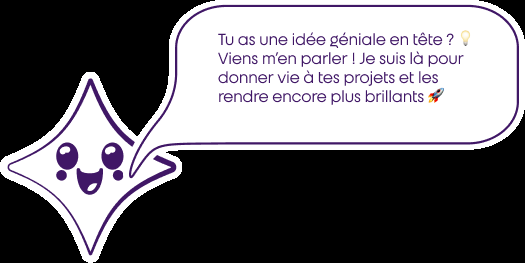 Tu as une idée géniale en tête ? 💡
Viens m'en parler ! Je suis là pour
donner vie à tes projets et les
rendre encore plus brillants 🚀